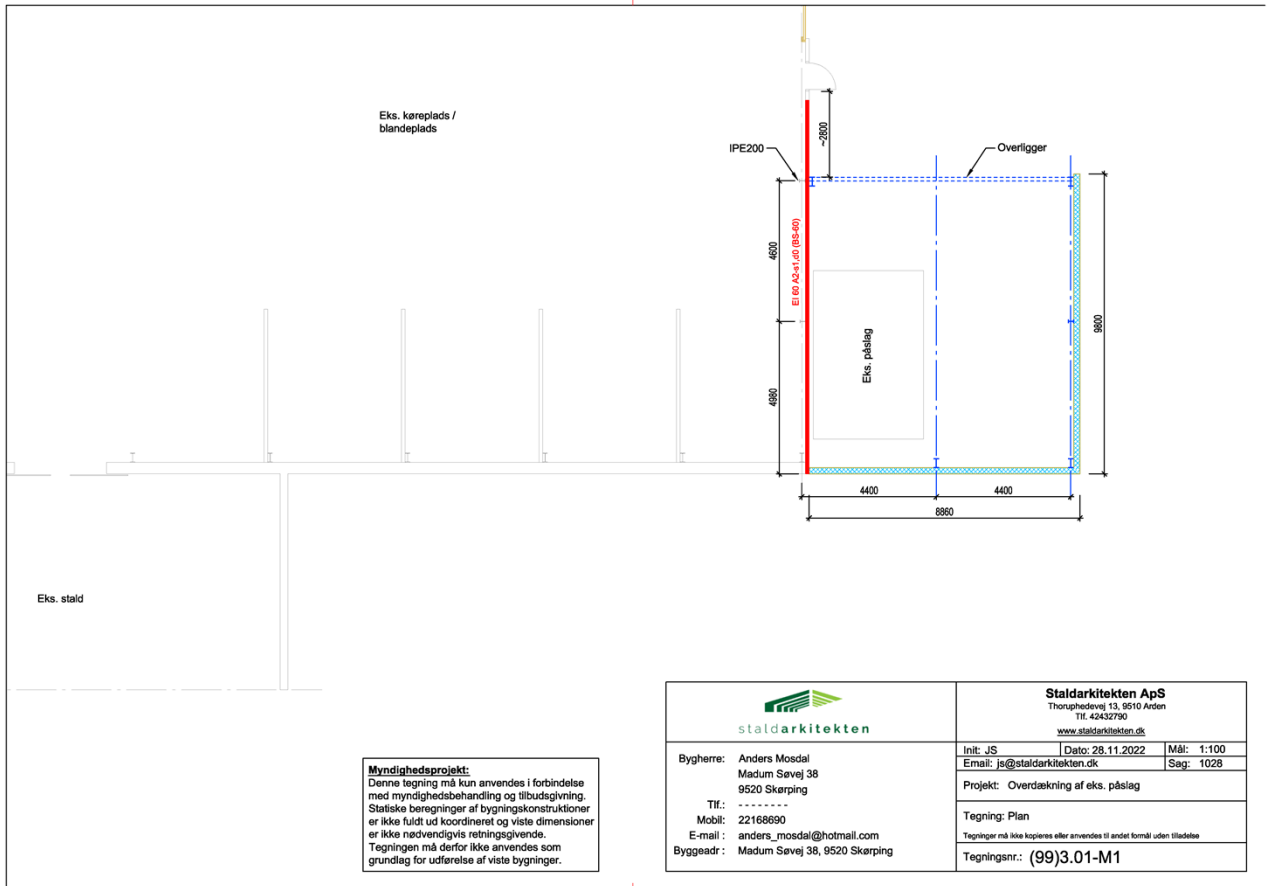 Eks. køreplads /
blandeplads
IPE200
~2800
Overligger
4600
EI 60 A2-s1,d0 (BS-60)
9800
Eks. påslag
4980
4400
4400
8860
Eks. stald
Myndighedsprojekt:
Denne tegning må kun anvendes i forbindelse
med myndighedsbehandling og tilbudsgivning.
Statiske beregninger af bygningskonstruktioner
er ikke fuldt ud koordineret og viste dimensioner
er ikke nødvendigvis retningsgivende.
Tegningen må derfor ikke anvendes som
grundlag for udførelse af viste bygninger.
staldarkitekten
Bygherre: Anders Mosdal
Madum Søvej 38
9520 Skørping
Tlf.: --------
Mobil: 22168690
E-mail : anders_mosdal@hotmail.com
Byggeadr : Madum Søvej 38, 9520 Skørping
Staldarkitekten ApS
Thoruphedevej 13, 9510 Arden
Tlf. 42432790
www.staldarkitekten.dk
Init: JS Dato: 28.11.2022 Mål: 1:100
Email: js@staldarkitekten.dk Sag: 1028
Projekt: Overdækning af eks. påslag
Tegning: Plan
Tegninger må ikke kopieres eller anvendes til andet formål uden tilladelse
Tegningsnr.: (99)3.01-M1